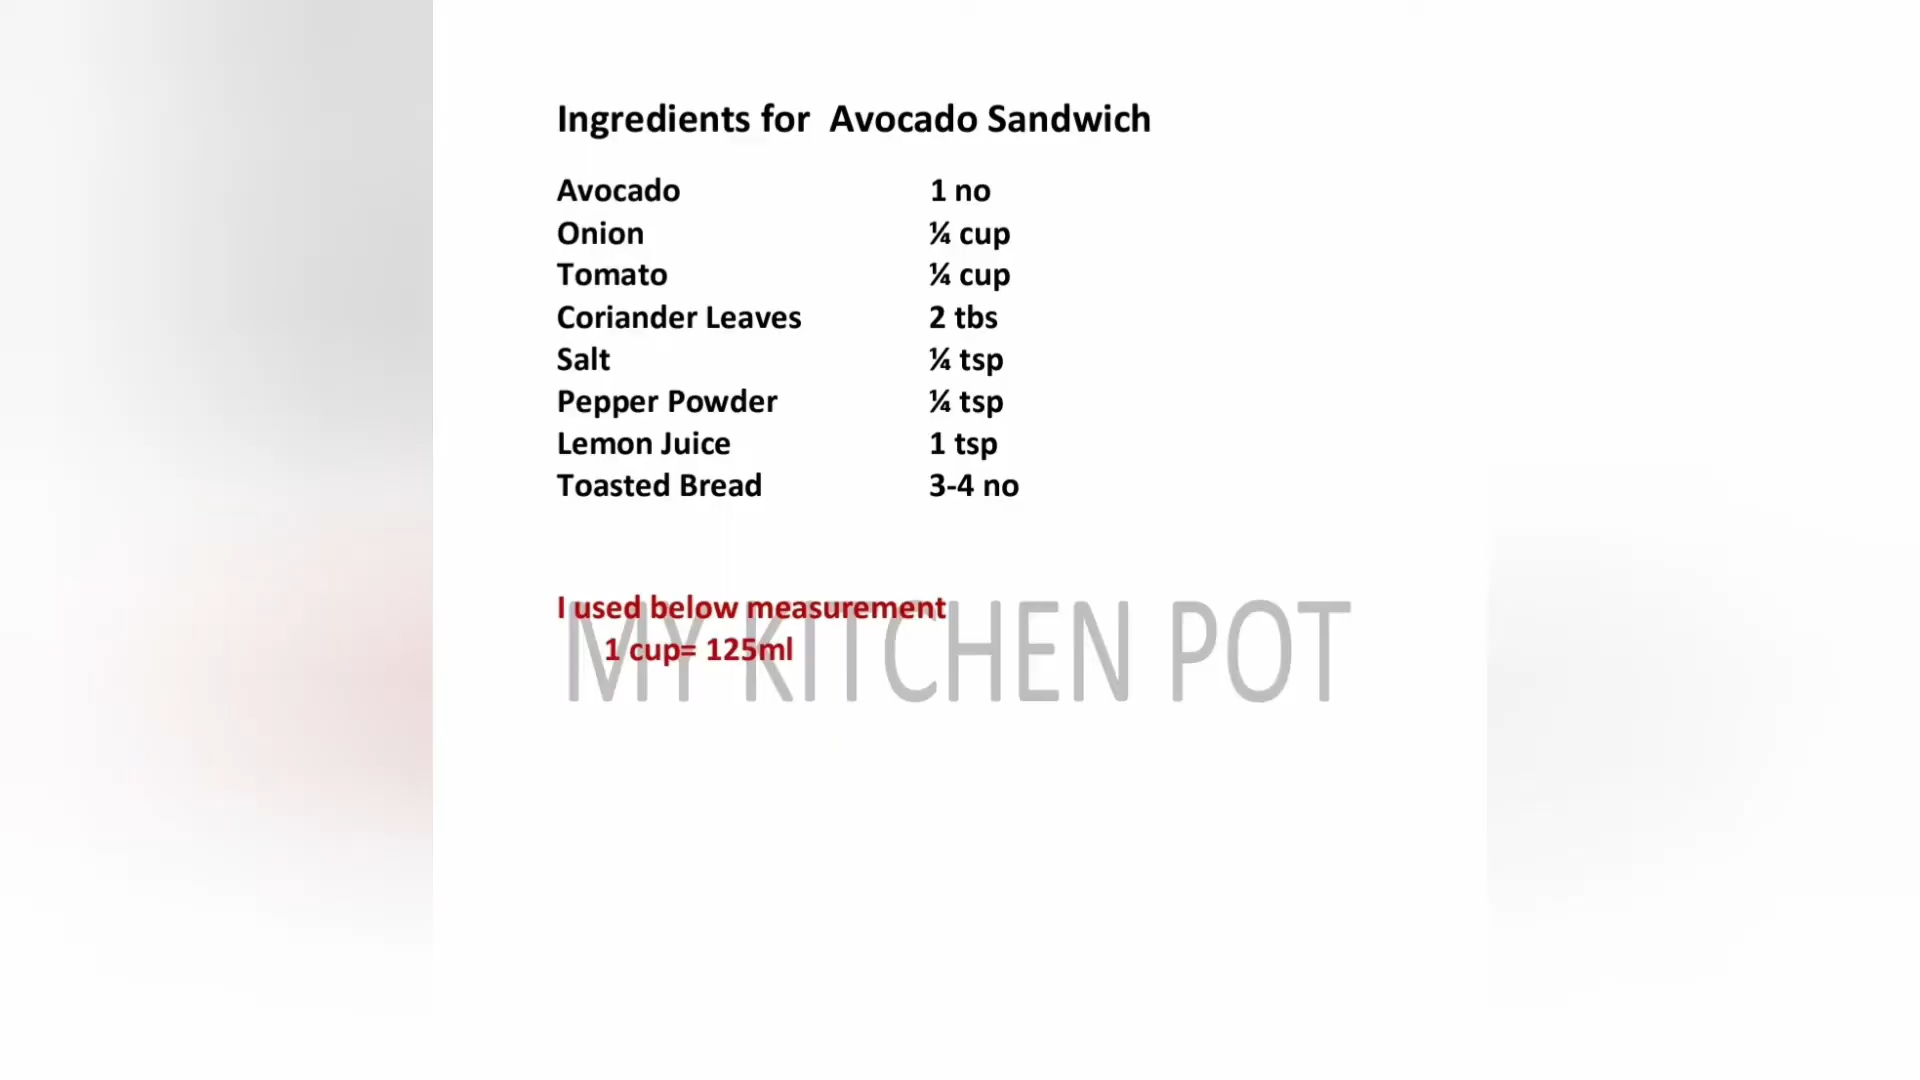 Ingredients for Avocado Sandwich
Avocado 1 no
Onion ¼ cup
Tomato ¼ cup
Coriander Leaves 2 tbs
Salt ¼ tsp
Pepper Powder ¼ tsp
Lemon Juice 1 tsp
Toasted Bread 3-4 no
I used below measurement
1 cup= 125ml
MY KITCHEN POT